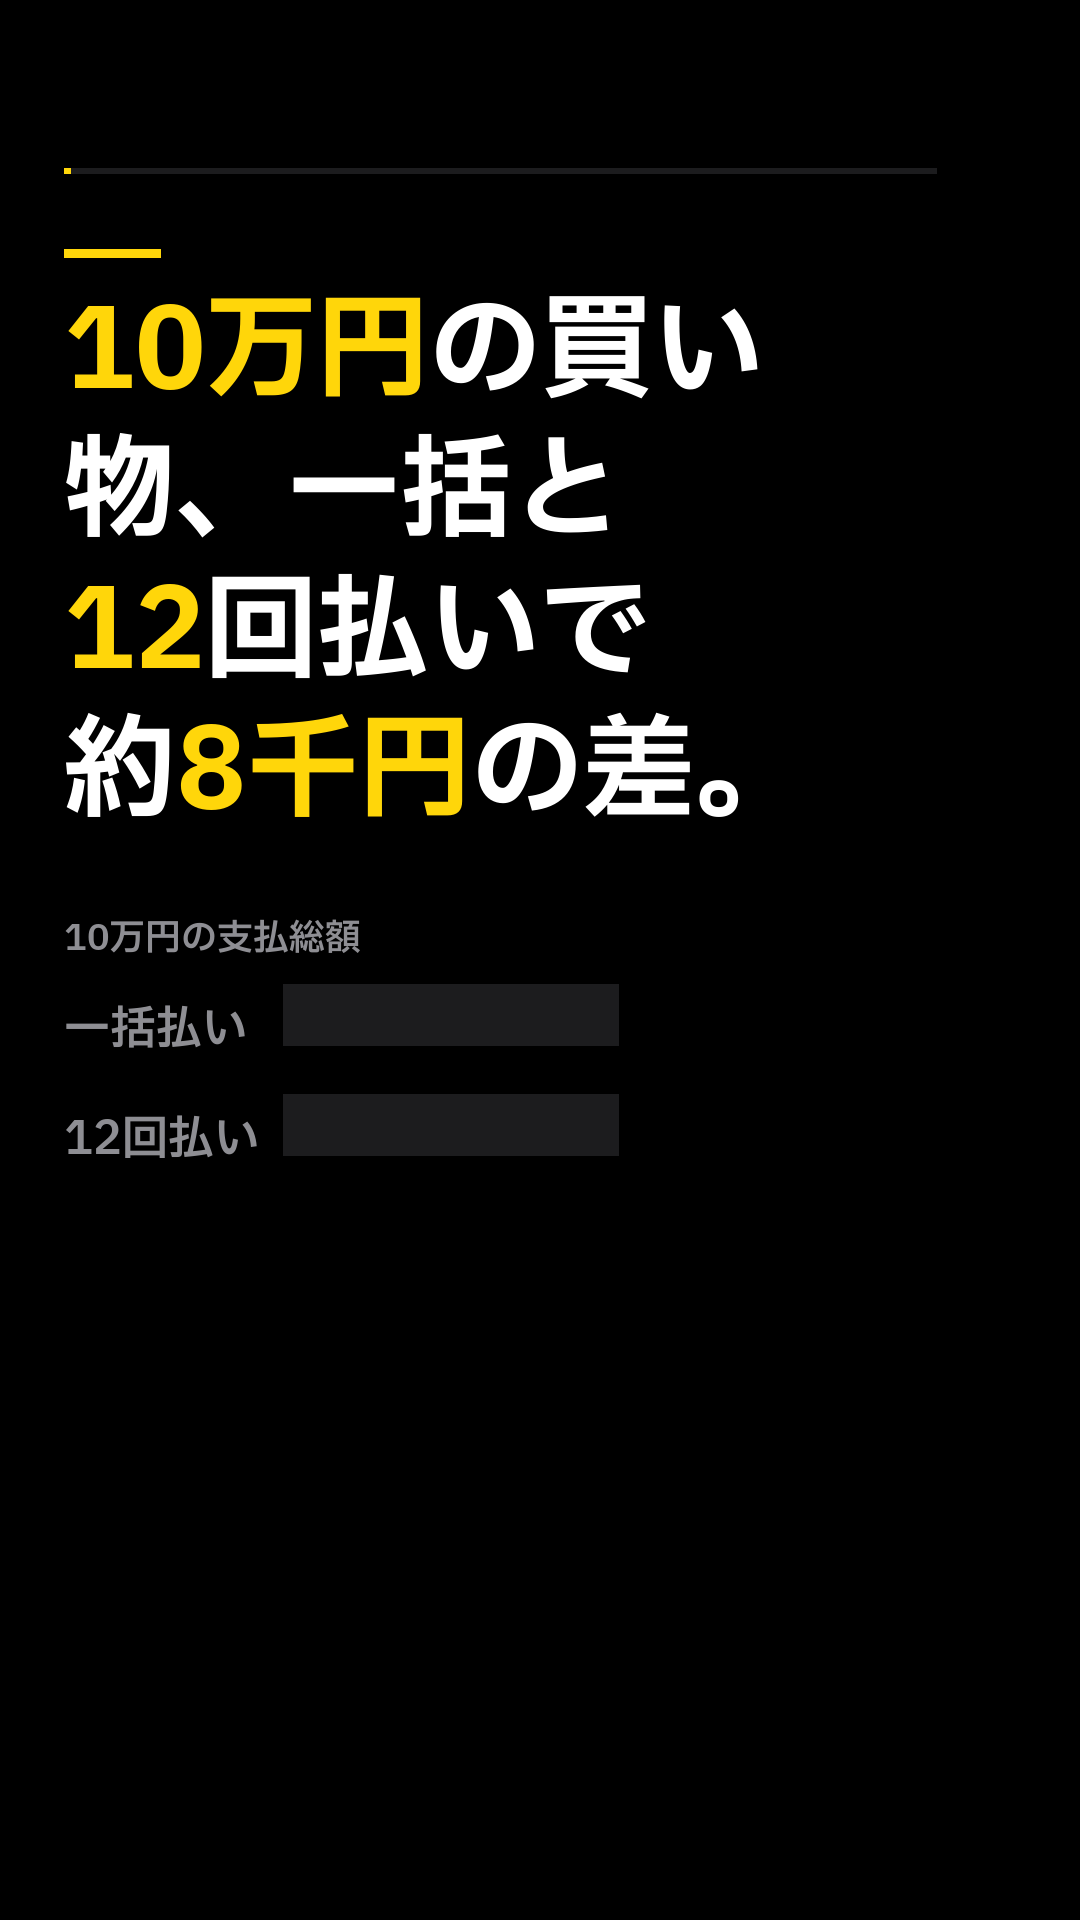 10万円の買い
物、一括と
12回払いで
約8千円の差。
10万円の支払総額
一括払い
12回払い